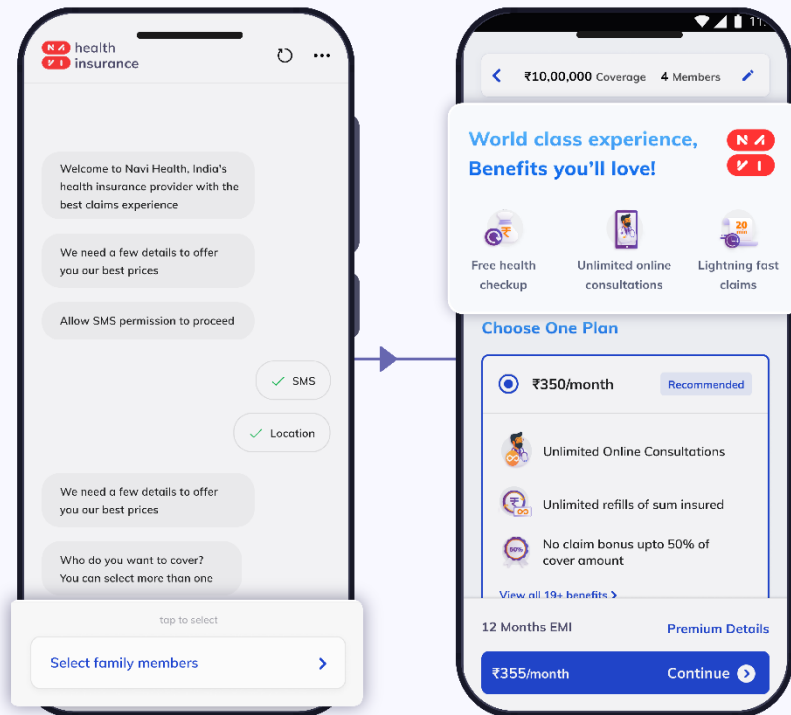 NAVI health
insurance
Welcome to Navi Health, India's
health insurance provider with the
best claims experience
We need a few details to offer
you our best prices
Allow SMS permission to proceed
SMS
Location
We need a few details to offer
you our best prices
Who do you want to cover?
You can select more than one
tap to select
Select family members
₹10,00,000 Coverage 4 Members
World class experience,
Benefits you'll love!
NAVI
₹
20
min
Free health
checkup
Unlimited online
consultations
Lightning fast
claims
Choose One Plan
₹350/month Recommended
Unlimited Online Consultations
₹
Unlimited refills of sum insured
50%
No claim bonus upto 50% of
cover amount
View all 19+ benefits
12 Months EMI Premium Details
₹355/month Continue